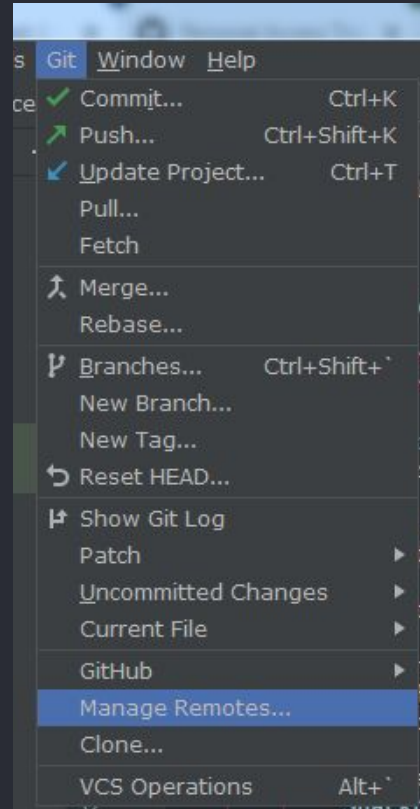 s Git Window Help
ce
Commit... Ctrl+K
Push... Ctrl+Shift+K
Update Project... Ctrl+T
Pull...
Fetch
Merge...
Rebase...
Branches... Ctrl+Shift+`
New Branch...
New Tag...
Reset HEAD...
Show Git Log
Patch
Uncommitted Changes
Current File
GitHub
Manage Remotes...
Clone...
VCS Operations Alt+`